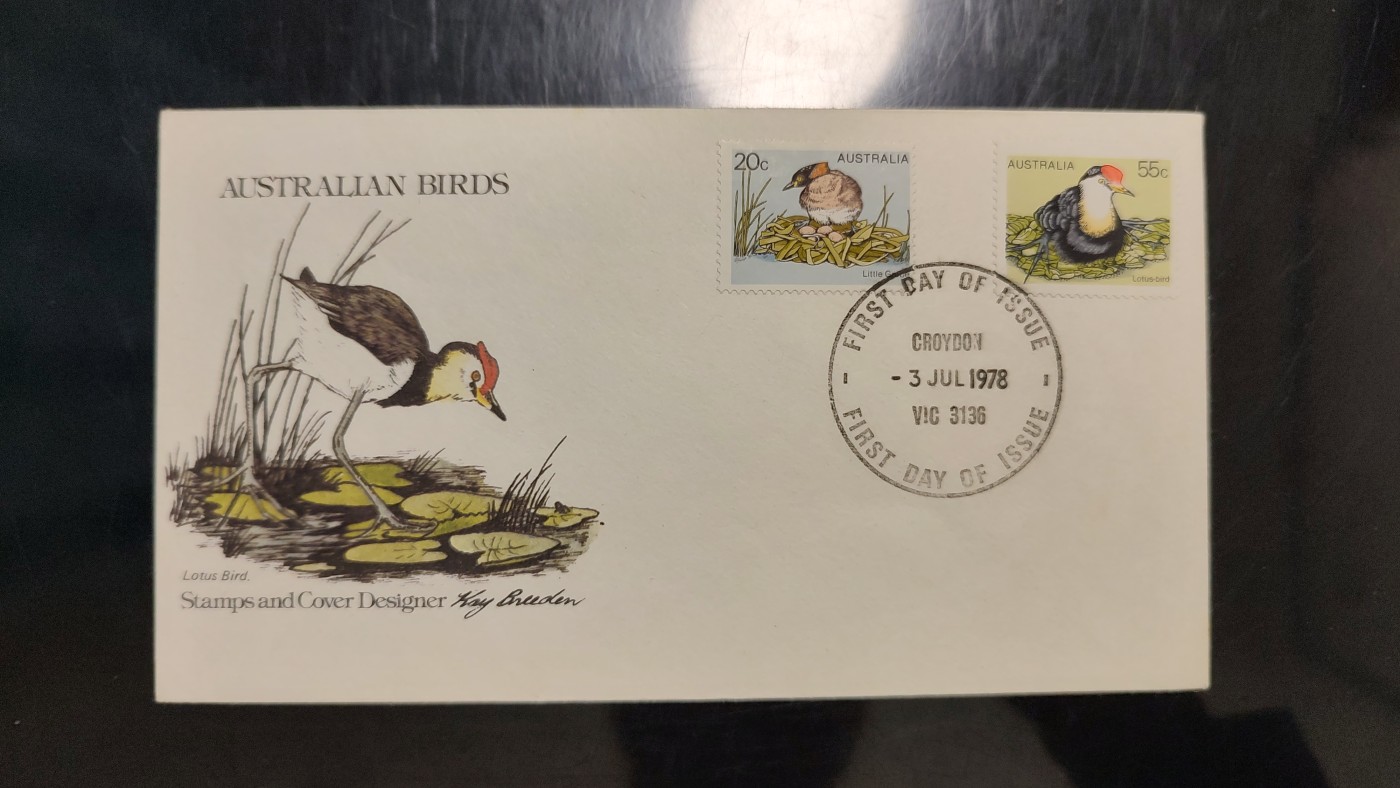 AUSTRALIAN BIRDS
20c AUSTRALIA
Little
AUSTRALIA 55c
Lotus-bird
FIRST DAY OF ISSUE
CROYDON
- 3 JUL 1978
VIC 3136
FIRST DAY OF ISSUE
Lotus Bird.
Stamps and Cover Designer Kay Breeden